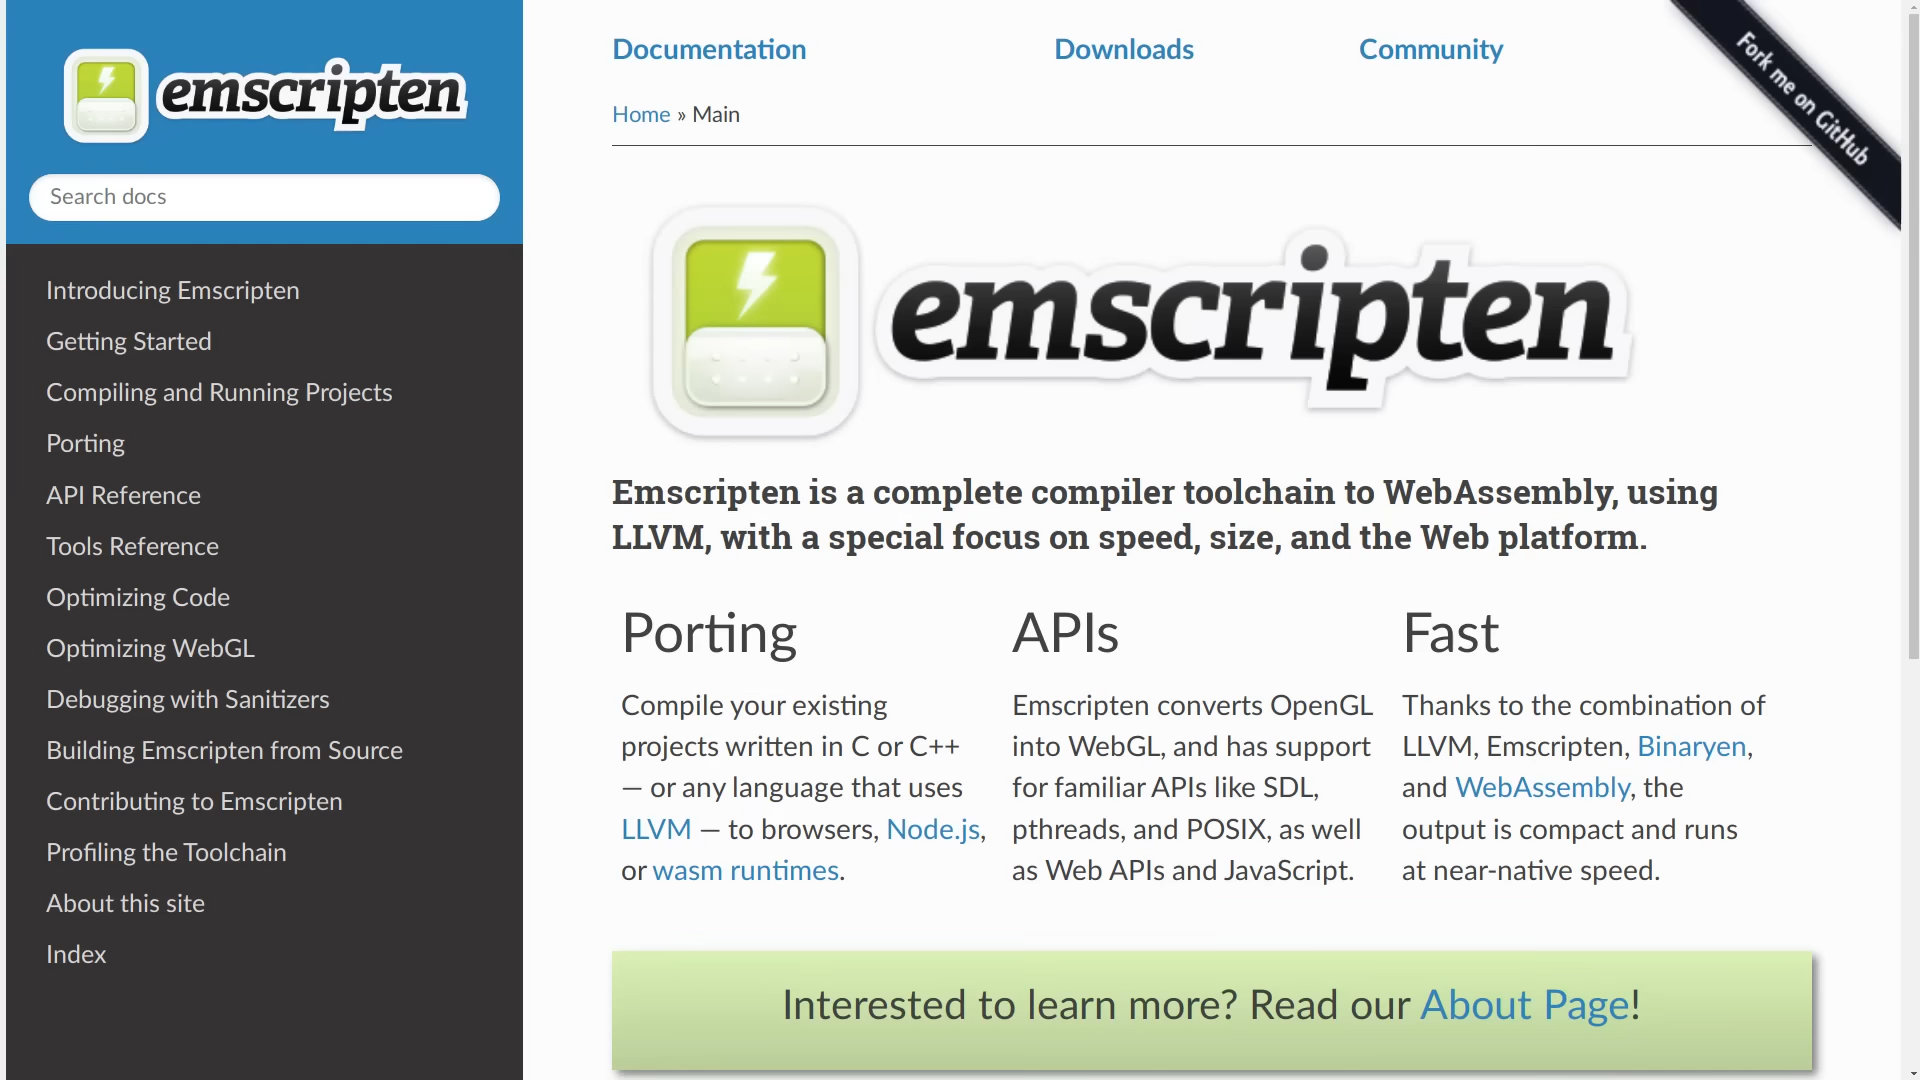 emscripten
Search docs
Introducing Emscripten
Getting Started
Compiling and Running Projects
Porting
API Reference
Tools Reference
Optimizing Code
Optimizing WebGL
Debugging with Sanitizers
Building Emscripten from Source
Contributing to Emscripten
Profiling the Toolchain
About this site
Index
Documentation
Downloads
Community
Fork me on GitHub
Home » Main
emscripten
Emscripten is a complete compiler toolchain to WebAssembly, using
LLVM, with a special focus on speed, size, and the Web platform.
Porting
Compile your existing
projects written in C or C++
— or any language that uses
LLVM — to browsers, Node.js,
or wasm runtimes.
APIs
Emscripten converts OpenGL
into WebGL, and has support
for familiar APIs like SDL,
pthreads, and POSIX, as well
as Web APIs and JavaScript.
Fast
Thanks to the combination of
LLVM, Emscripten, Binaryen,
and WebAssembly, the
output is compact and runs
at near-native speed.
Interested to learn more? Read our About Page!